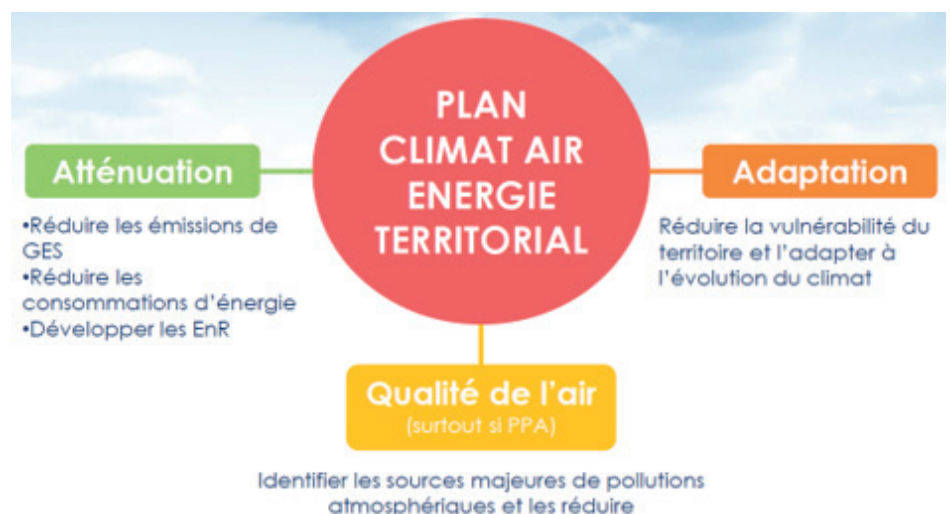 PLAN
CLIMAT AIR
ENERGIE
TERRITORIAL
Atténuation
•Réduire les émissions de
GES
•Réduire les
consommations d'énergie
•Développer les EnR
Adaptation
Réduire la vulnérabilité du
territoire et l'adapter à
l'évolution du climat
Qualité de l'air
(surtout si PPA)
Identifier les sources majeures de pollutions
atmosphériques et les réduire